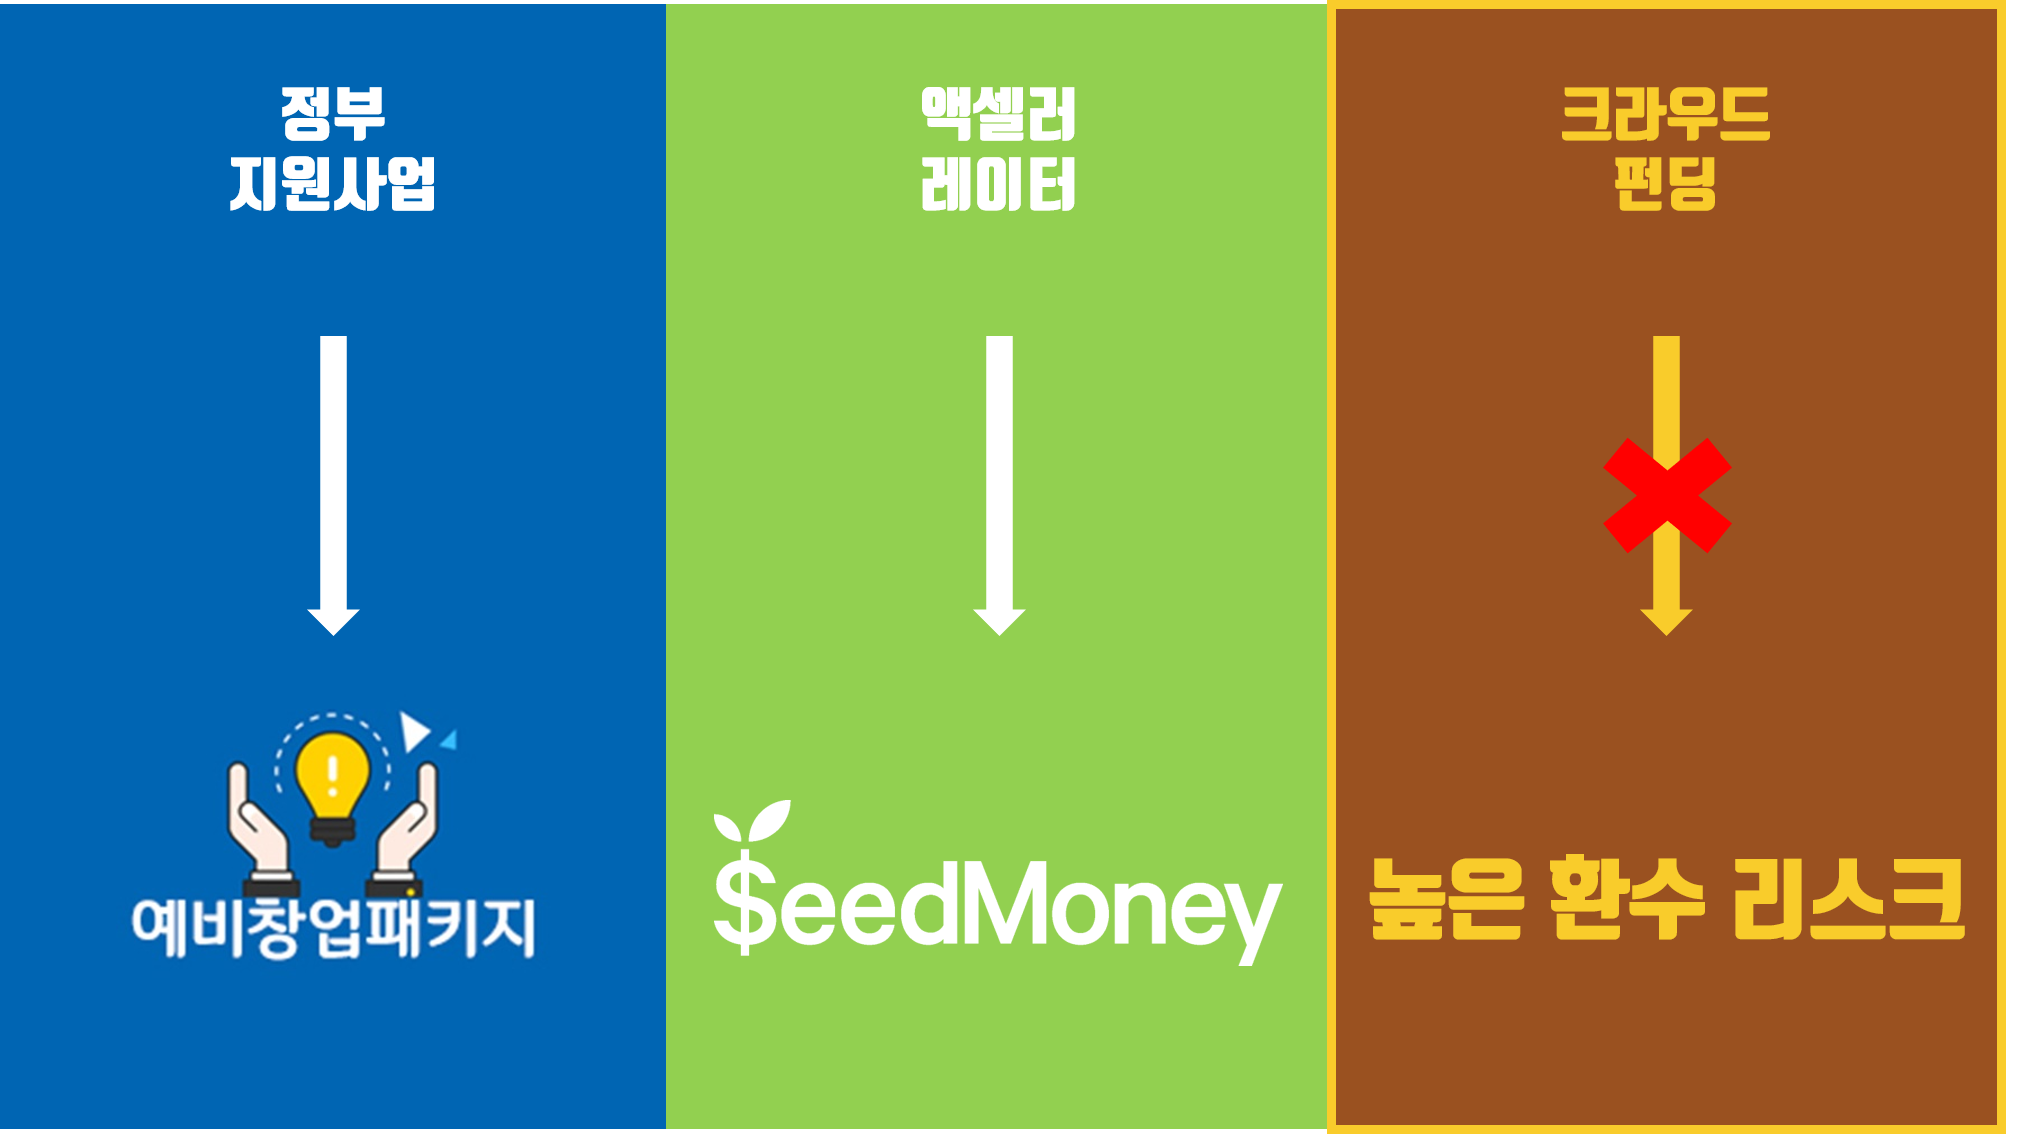 정부
지원사업
액셀러
레이터
크라우드
펀딩
예비창업패키지
$eedMoney
높은 환수 리스크